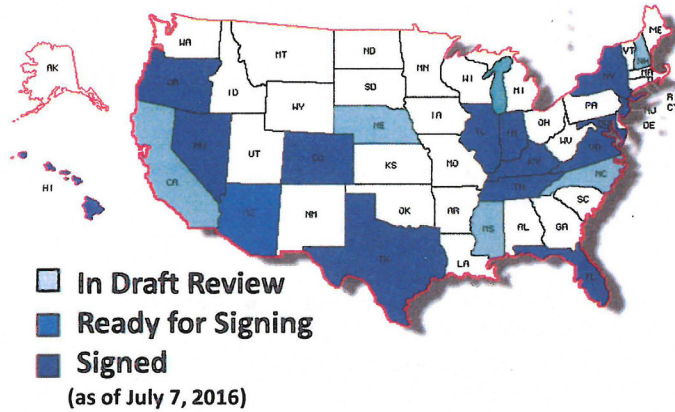 ME
WA
MT
ND
MN
VT
NH
AK
OR
ID
SD
WI
MI
NY
MA
WY
IA
PA
R
CT
NE
NJ
OH
DE
NV
IL
IN
UT
CO
WV
KS
MO
KY
VA
CA
HI
TN
NC
AZ
NM
OK
AR
SC
MS
AL
GA
TX
LA
FL
In Draft Review
Ready for Signing
Signed
(as of July 7, 2016)